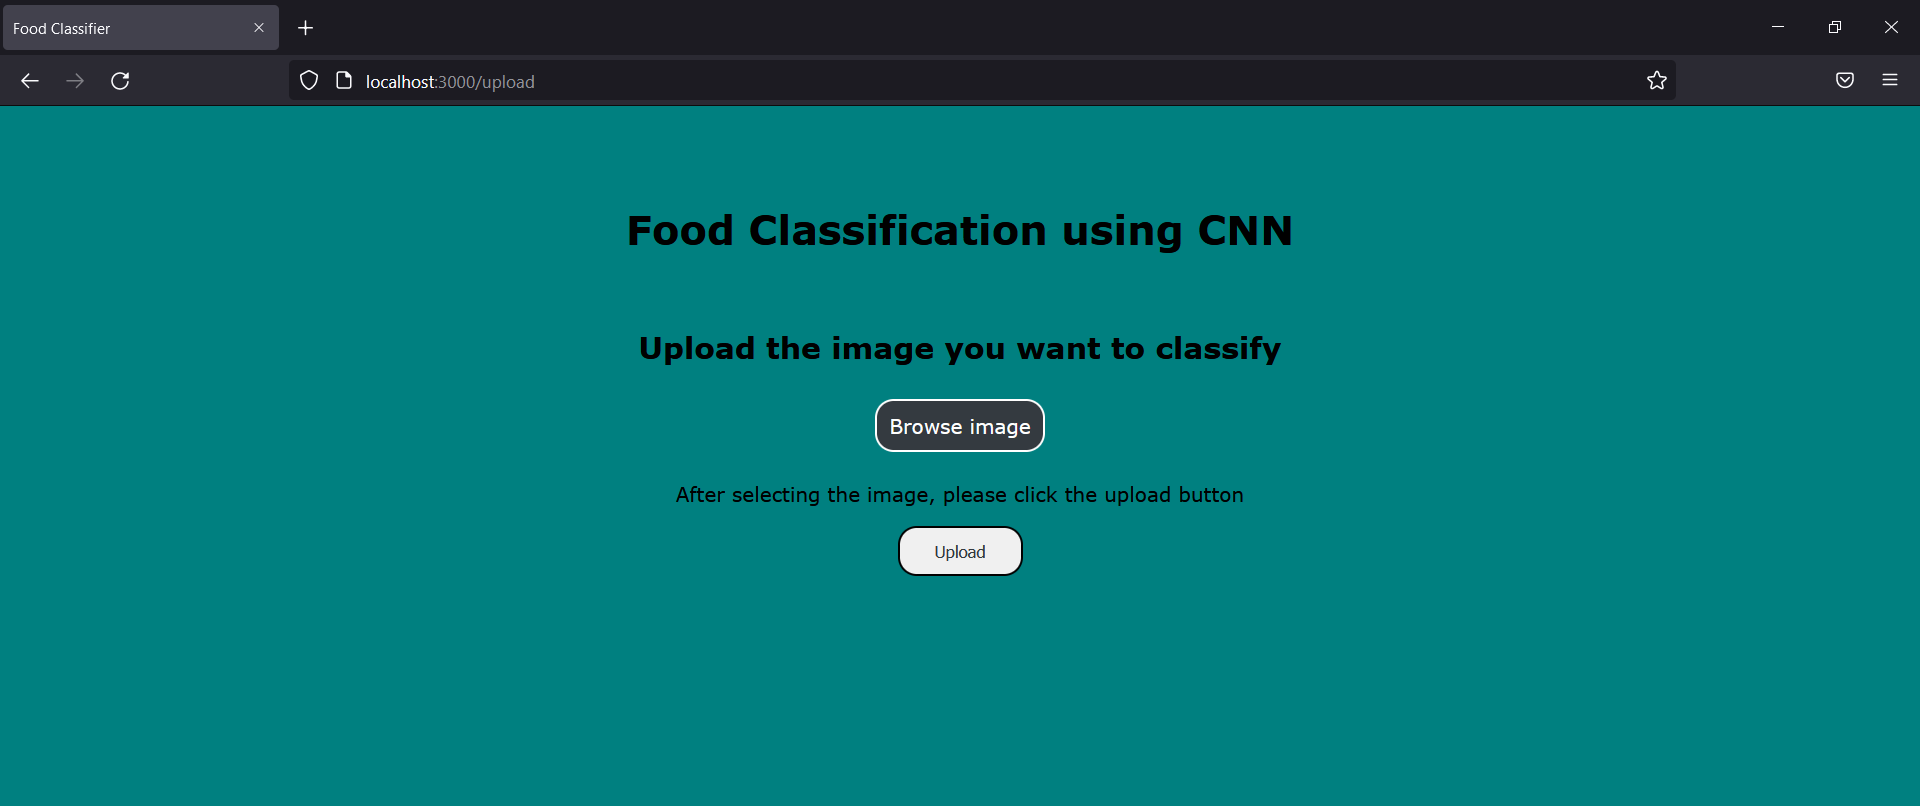 Food Classifier
localhost:3000/upload
Food Classification using CNN
Upload the image you want to classify
Browse image
After selecting the image, please click the upload button
Upload